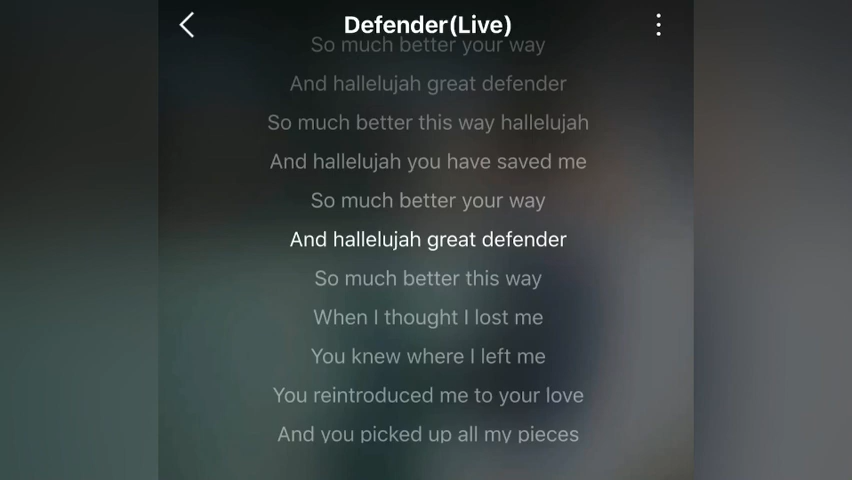 Defender(Live)
So much better your way
And hallelujah great defender
So much better this way hallelujah
And hallelujah you have saved me
So much better your way
And hallelujah great defender
So much better this way
When I thought I lost me
You knew where I left me
You reintroduced me to your love
And you picked up all my pieces